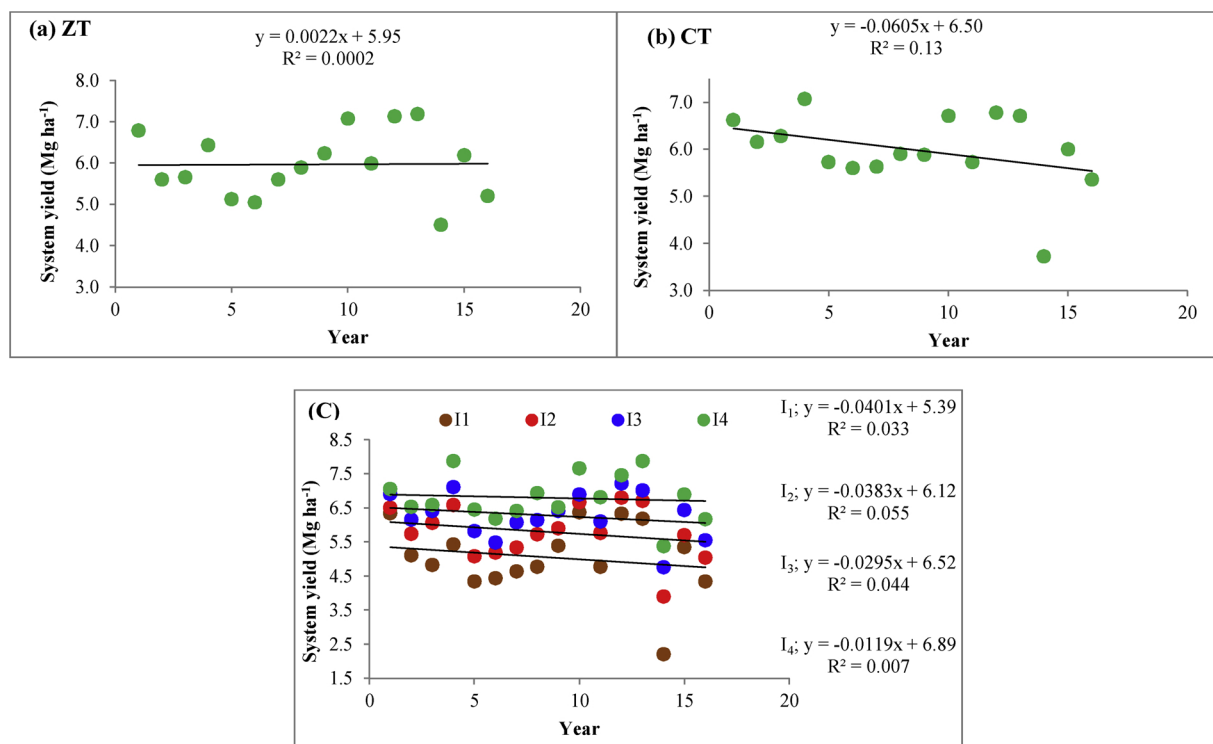 (a) ZT
y = 0.0022x + 5.95
R² = 0.0002
System yield (Mg ha⁻¹)
8.0
7.0
6.0
5.0
4.0
3.0
0
5
10
15
20
Year
(b) CT
y = -0.0605x + 6.50
R² = 0.13
System yield (Mg ha⁻¹)
7.0
6.0
5.0
4.0
3.0
0
5
10
15
20
Year
(C)
I1
I2
I3
I4
System yield (Mg ha⁻¹)
8.5
7.5
6.5
5.5
4.5
3.5
2.5
1.5
0
5
10
15
20
Year
I₁; y = -0.0401x + 5.39
R² = 0.033
I₂; y = -0.0383x + 6.12
R² = 0.055
I₃; y = -0.0295x + 6.52
R² = 0.044
I₄; y = -0.0119x + 6.89
R² = 0.007